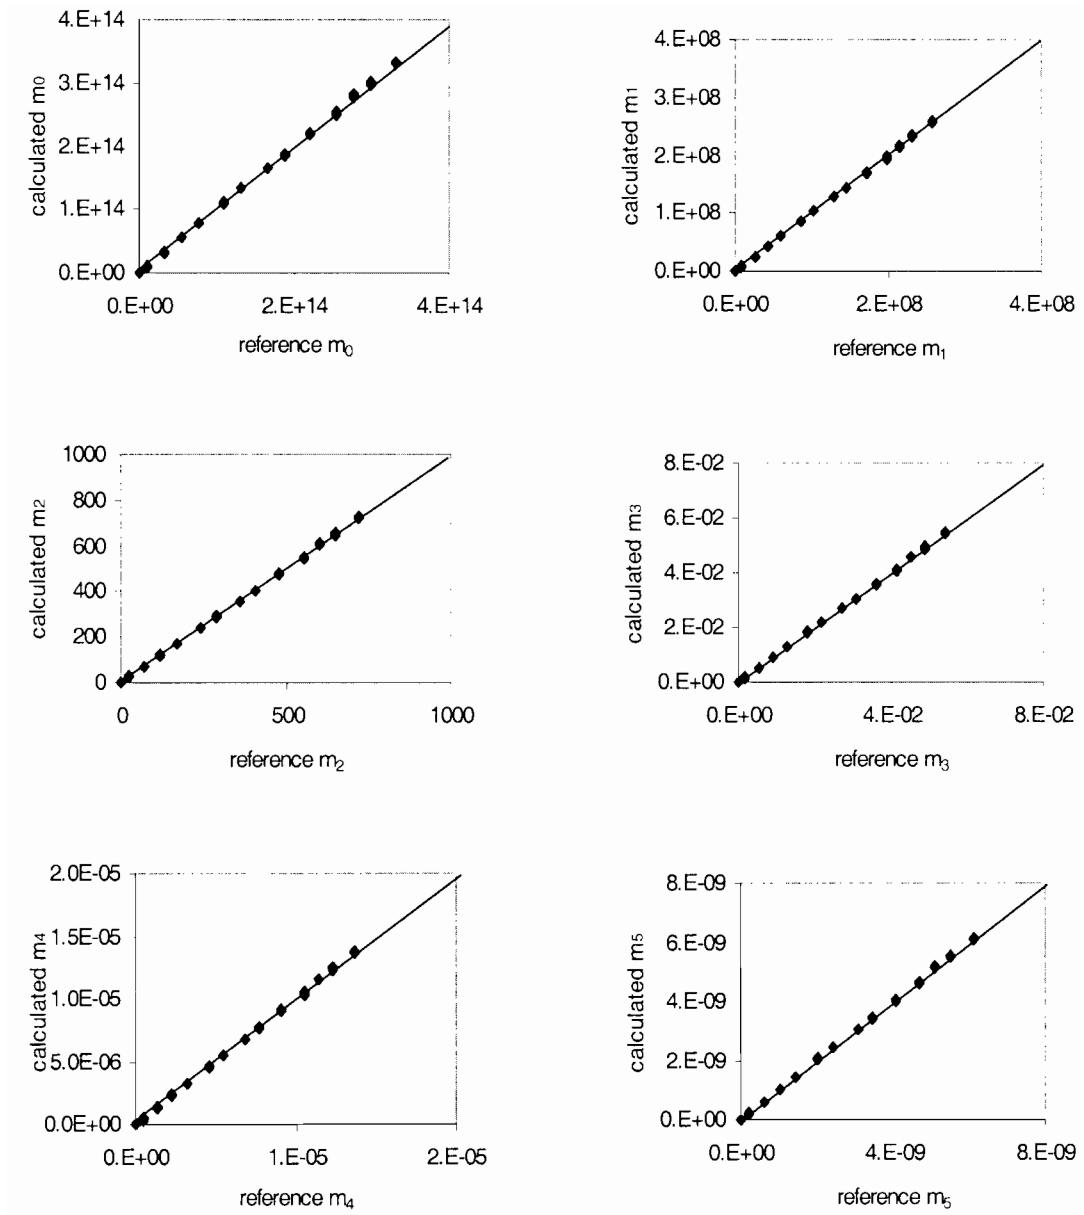 4.E+14
3.E+14
2.E+14
1.E+14
0.E+00
calculated m0
0.E+00 2.E+14 4.E+14
reference m0
4.E+08
3.E+08
2.E+08
1.E+08
0.E+00
calculated m1
0.E+00 2.E+08 4.E+08
reference m1
1000
800
600
400
200
0
calculated m2
0 500 1000
reference m2
8.E-02
6.E-02
4.E-02
2.E-02
0.E+00
calculated m3
0.E+00 4.E-02 8.E-02
reference m3
2.0E-05
1.5E-05
1.0E-05
5.0E-06
0.0E+00
calculated m4
0.E+00 1.E-05 2.E-05
reference m4
8.E-09
6.E-09
4.E-09
2.E-09
0.E+00
calculated m5
0.E+00 4.E-09 8.E-09
reference m5